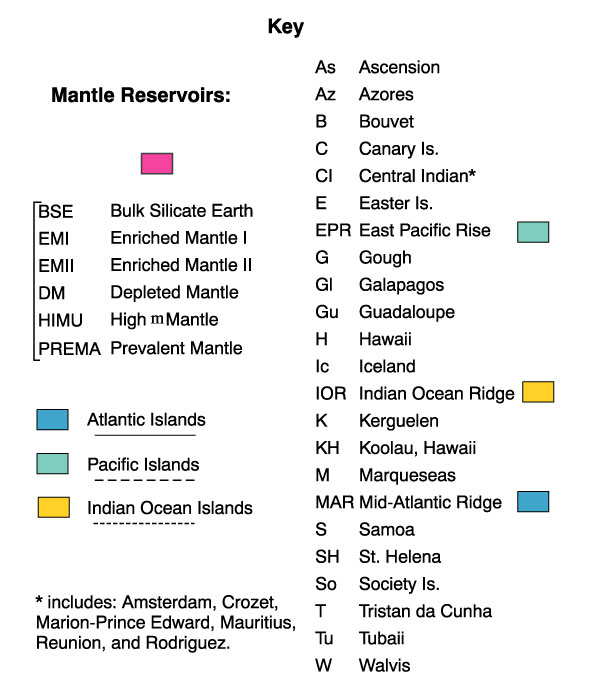 Key
Mantle Reservoirs:
BSE Bulk Silicate Earth
EMI Enriched Mantle I
EMII Enriched Mantle II
DM Depleted Mantle
HIMU High m Mantle
PREMA Prevalent Mantle
Atlantic Islands
Pacific Islands
Indian Ocean Islands
* includes: Amsterdam, Crozet,
Marion-Prince Edward, Mauritius,
Reunion, and Rodriguez.
As Ascension
Az Azores
B Bouvet
C Canary Is.
CI Central Indian*
E Easter Is.
EPR East Pacific Rise
G Gough
Gl Galapagos
Gu Guadaloupe
H Hawaii
Ic Iceland
IOR Indian Ocean Ridge
K Kerguelen
KH Koolau, Hawaii
M Marqueseas
MAR Mid-Atlantic Ridge
S Samoa
SH St. Helena
So Society Is.
T Tristan da Cunha
Tu Tubaii
W Walvis